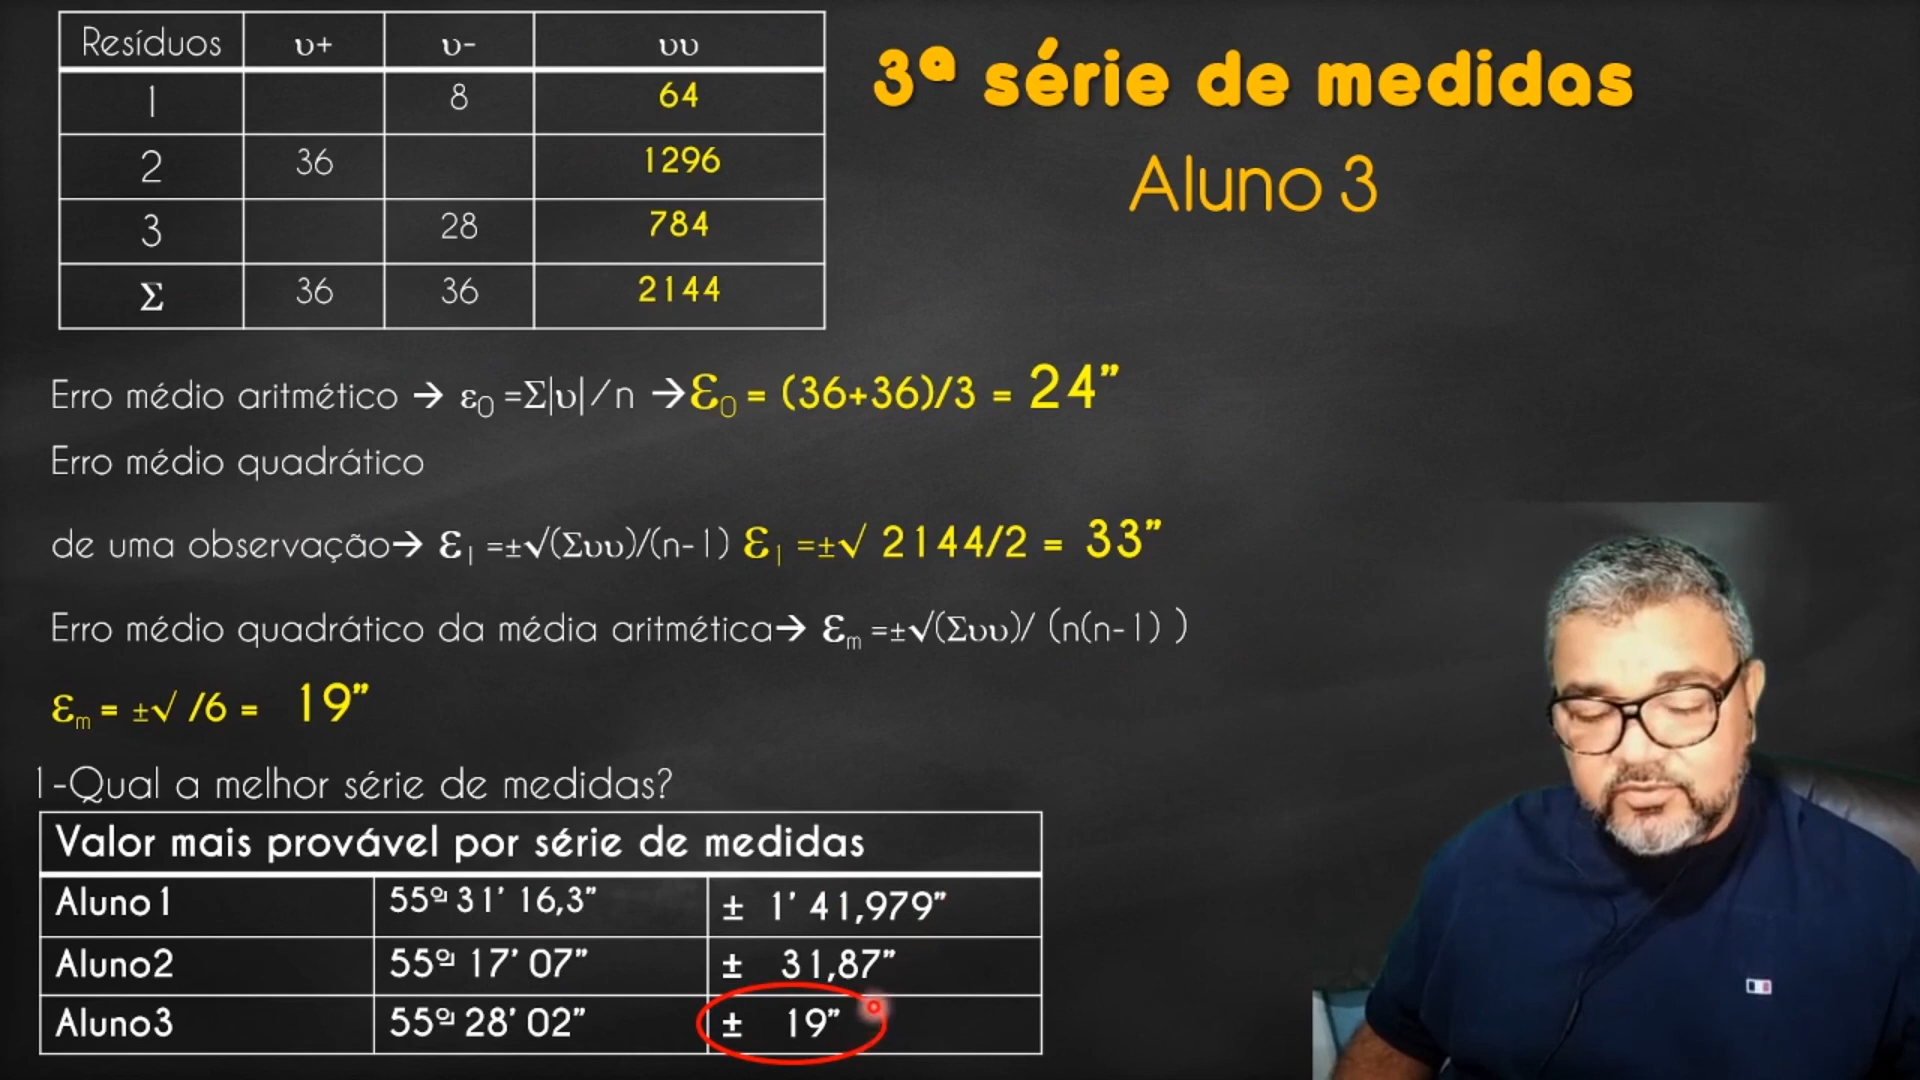 Resíduos υ+ υ- υυ
1 8 64
2 36 1296
3 28 784
Σ 36 36 2144
3ª série de medidas
Aluno 3
Erro médio aritmético → ε0 =Σ|υ|/n → ε0 = (36+36)/3 = 24”
Erro médio quadrático
de uma observação→ ε1 =±√(Συυ)/(n-1) ε1 =±√ 2144/2 = 33”
Erro médio quadrático da média aritmética→ εm =±√(Συυ)/ (n(n-1) )
εm = ±√ /6 = 19”
1-Qual a melhor série de medidas?
Valor mais provável por série de medidas
Aluno1 55º 31’ 16,3” ± 1’ 41,979”
Aluno2 55º 17’ 07” ± 31,87”
Aluno3 55º 28’ 02” ± 19”